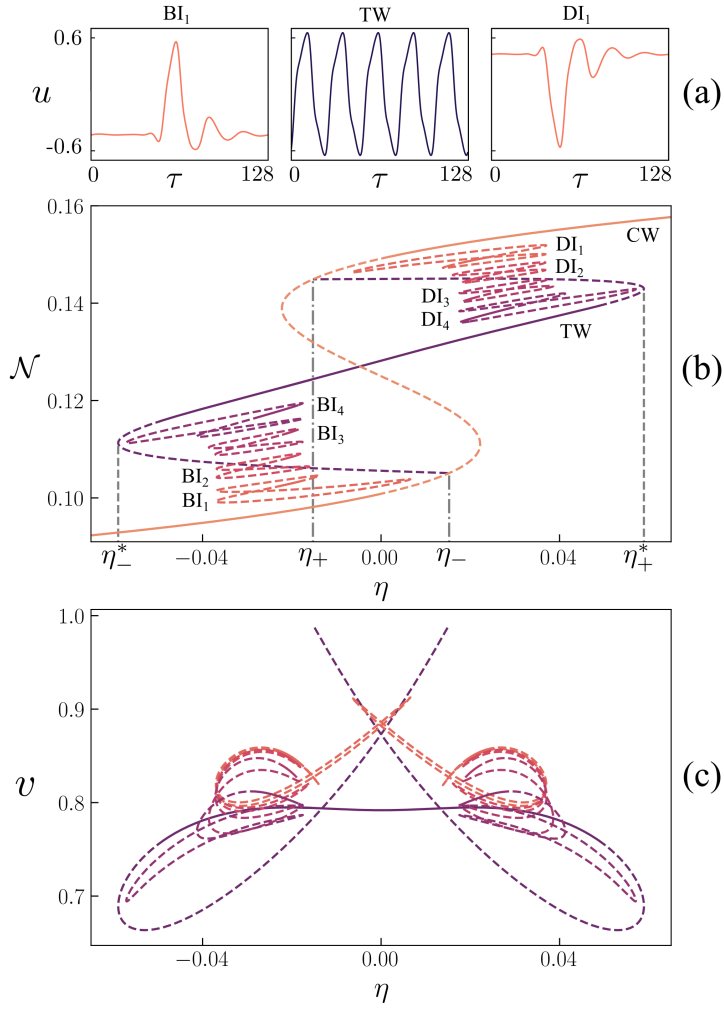 BI₁ TW DI₁
0.6
u (a)
-0.6
0 τ 128 0 τ 128 0 τ 128
0.16
CW
DI₁
DI₂
0.14
DI₃
DI₄
TW
𝒩 (b)
0.12
BI₄
BI₃
BI₂
0.10
BI₁
η₋* −0.04 η₊ 0.00 η₋ 0.04 η₊*
η
1.0
0.9
v (c)
0.8
0.7
−0.04 0.00 0.04
η